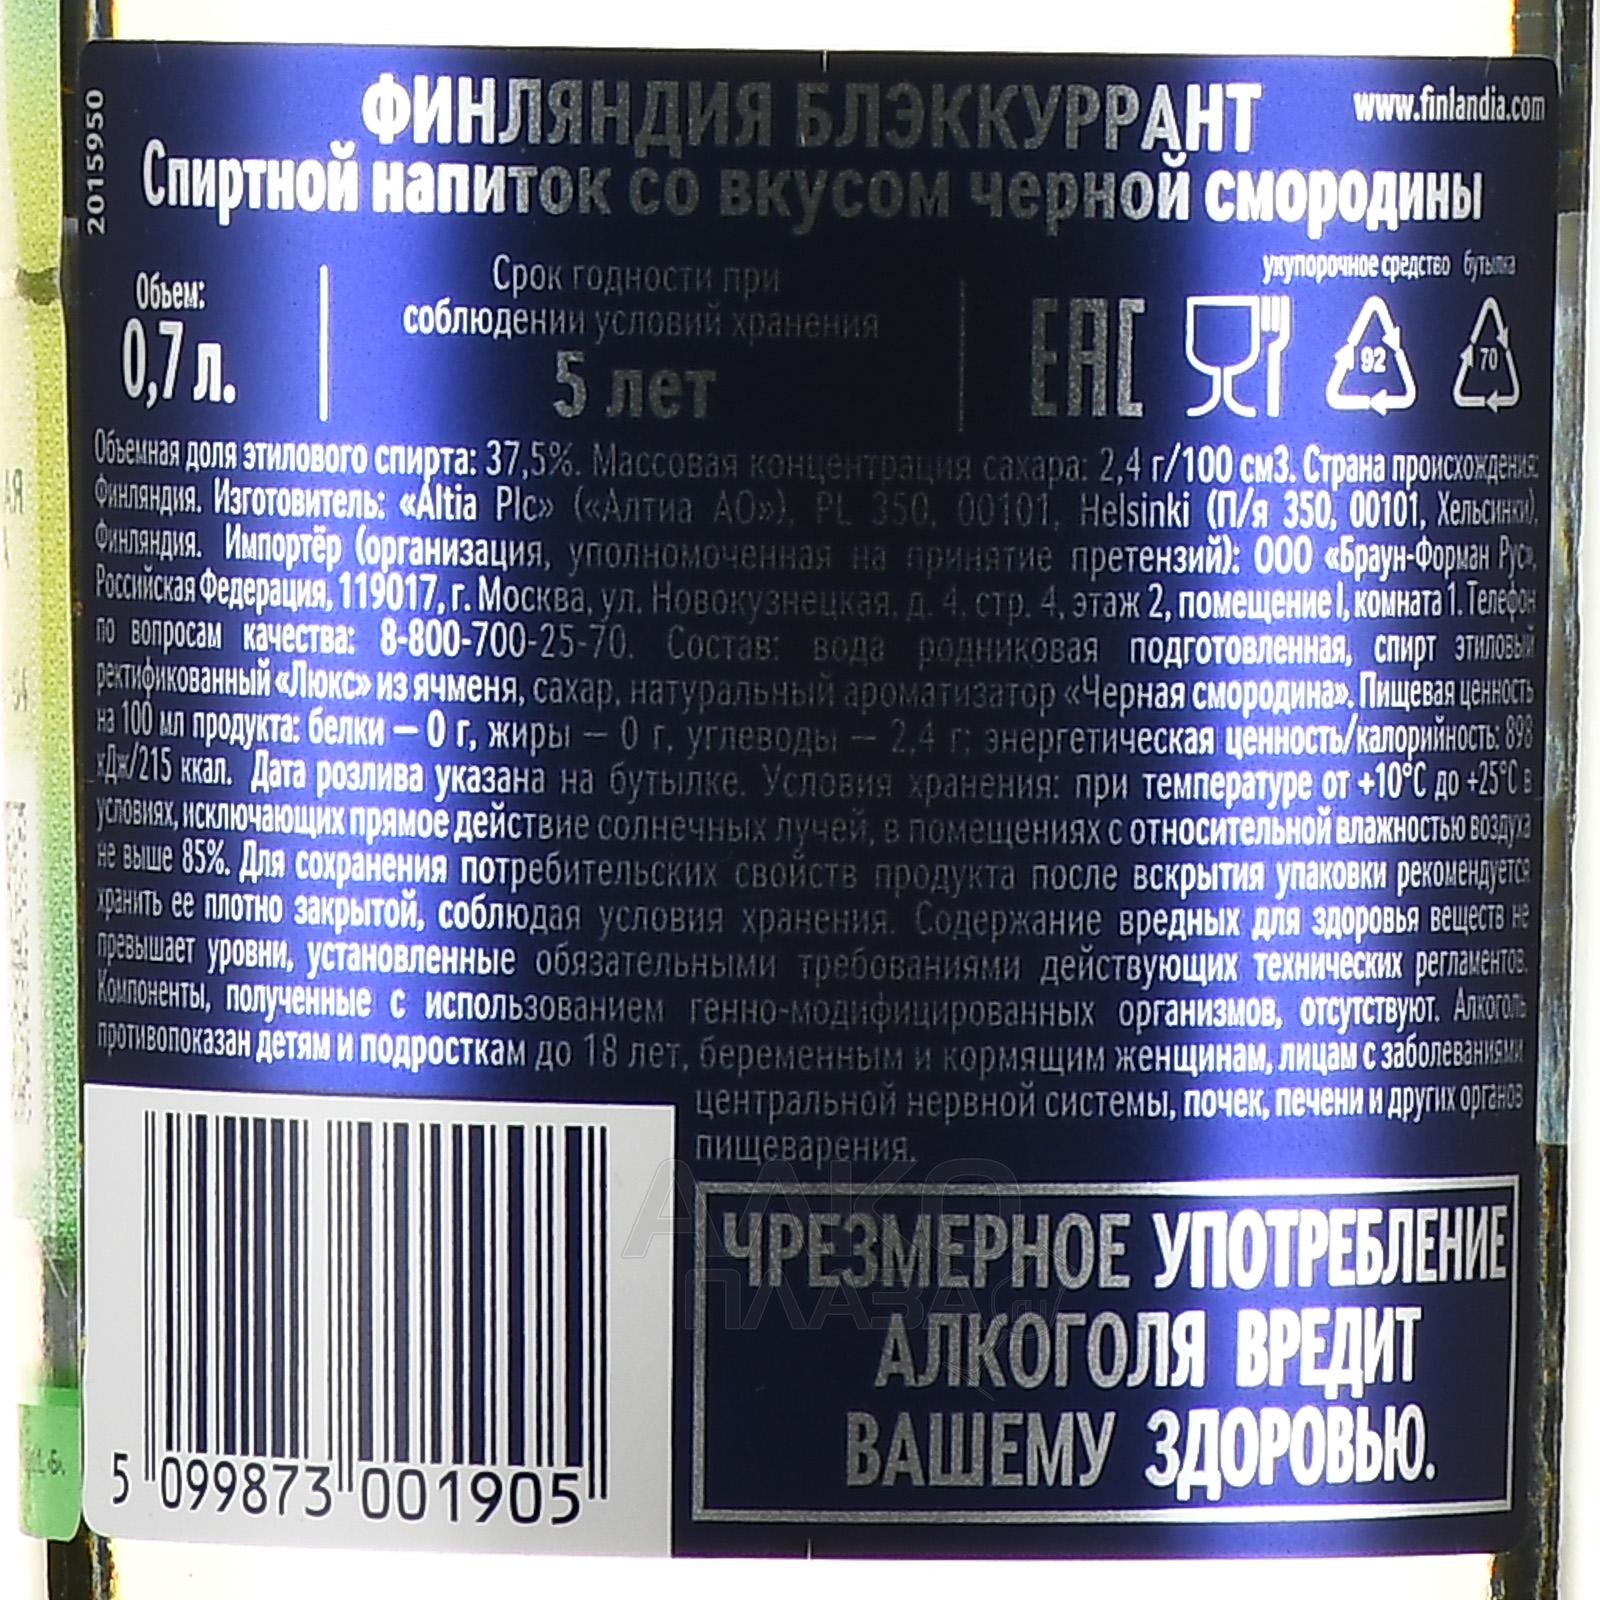 20159950
ФИНЛЯНДИЯ БЛЭККУРРАНТ
www.finlandia.com
Спиртной напиток со вкусом черной смородины
Объем:
0,7 л.
Срок годности при
соблюдении условий хранения
5 лет
укупорочное средство бутылка
EAC
92
70
Объемная доля этилового спирта: 37,5%. Массовая концентрация сахара: 2,4 г/100 см3. Страна происхождения:
Финляндия. Изготовитель: «Altia Plc» («Алтиа АО»), PL 350, 00101, Helsinki (П/я 350, 00101, Хельсинки),
Финляндия. Импортёр (организация, уполномоченная на принятие претензий): ООО «Браун-Форман Рус»,
Российская Федерация, 119017, г. Москва, ул. Новокузнецкая, д. 4, стр. 4, этаж 2, помещение I, комната 1. Телефон
по вопросам качества: 8-800-700-25-70. Состав: вода родниковая подготовленная, спирт этиловый
ректификованный «Люкс» из ячменя, сахар, натуральный ароматизатор «Черная смородина». Пищевая ценность
на 100 мл продукта: белки – 0 г, жиры – 0 г, углеводы – 2,4 г; энергетическая ценность/калорийность: 898
кДж/215 ккал. Дата розлива указана на бутылке. Условия хранения: при температуре от +10°С до +25°С в
условиях, исключающих прямое действие солнечных лучей, в помещениях с относительной влажностью воздуха
не выше 85%. Для сохранения потребительских свойств продукта после вскрытия упаковки рекомендуется
хранить ее плотно закрытой, соблюдая условия хранения. Содержание вредных для здоровья веществ не
превышает уровни, установленные обязательными требованиями действующих технических регламентов.
Компоненты, полученные с использованием генно-модифицированных организмов, отсутствуют. Алкоголь
противопоказан детям и подросткам до 18 лет, беременным и кормящим женщинам, лицам с заболеваниями
центральной нервной системы, почек, печени и других органов
пищеварения.
ЧРЕЗМЕРНОЕ УПОТРЕБЛЕНИЕ
АЛКОГОЛЯ ВРЕДИТ
ВАШЕМУ ЗДОРОВЬЮ.
5 099873 001905
АЛКО
ПЛАЗА